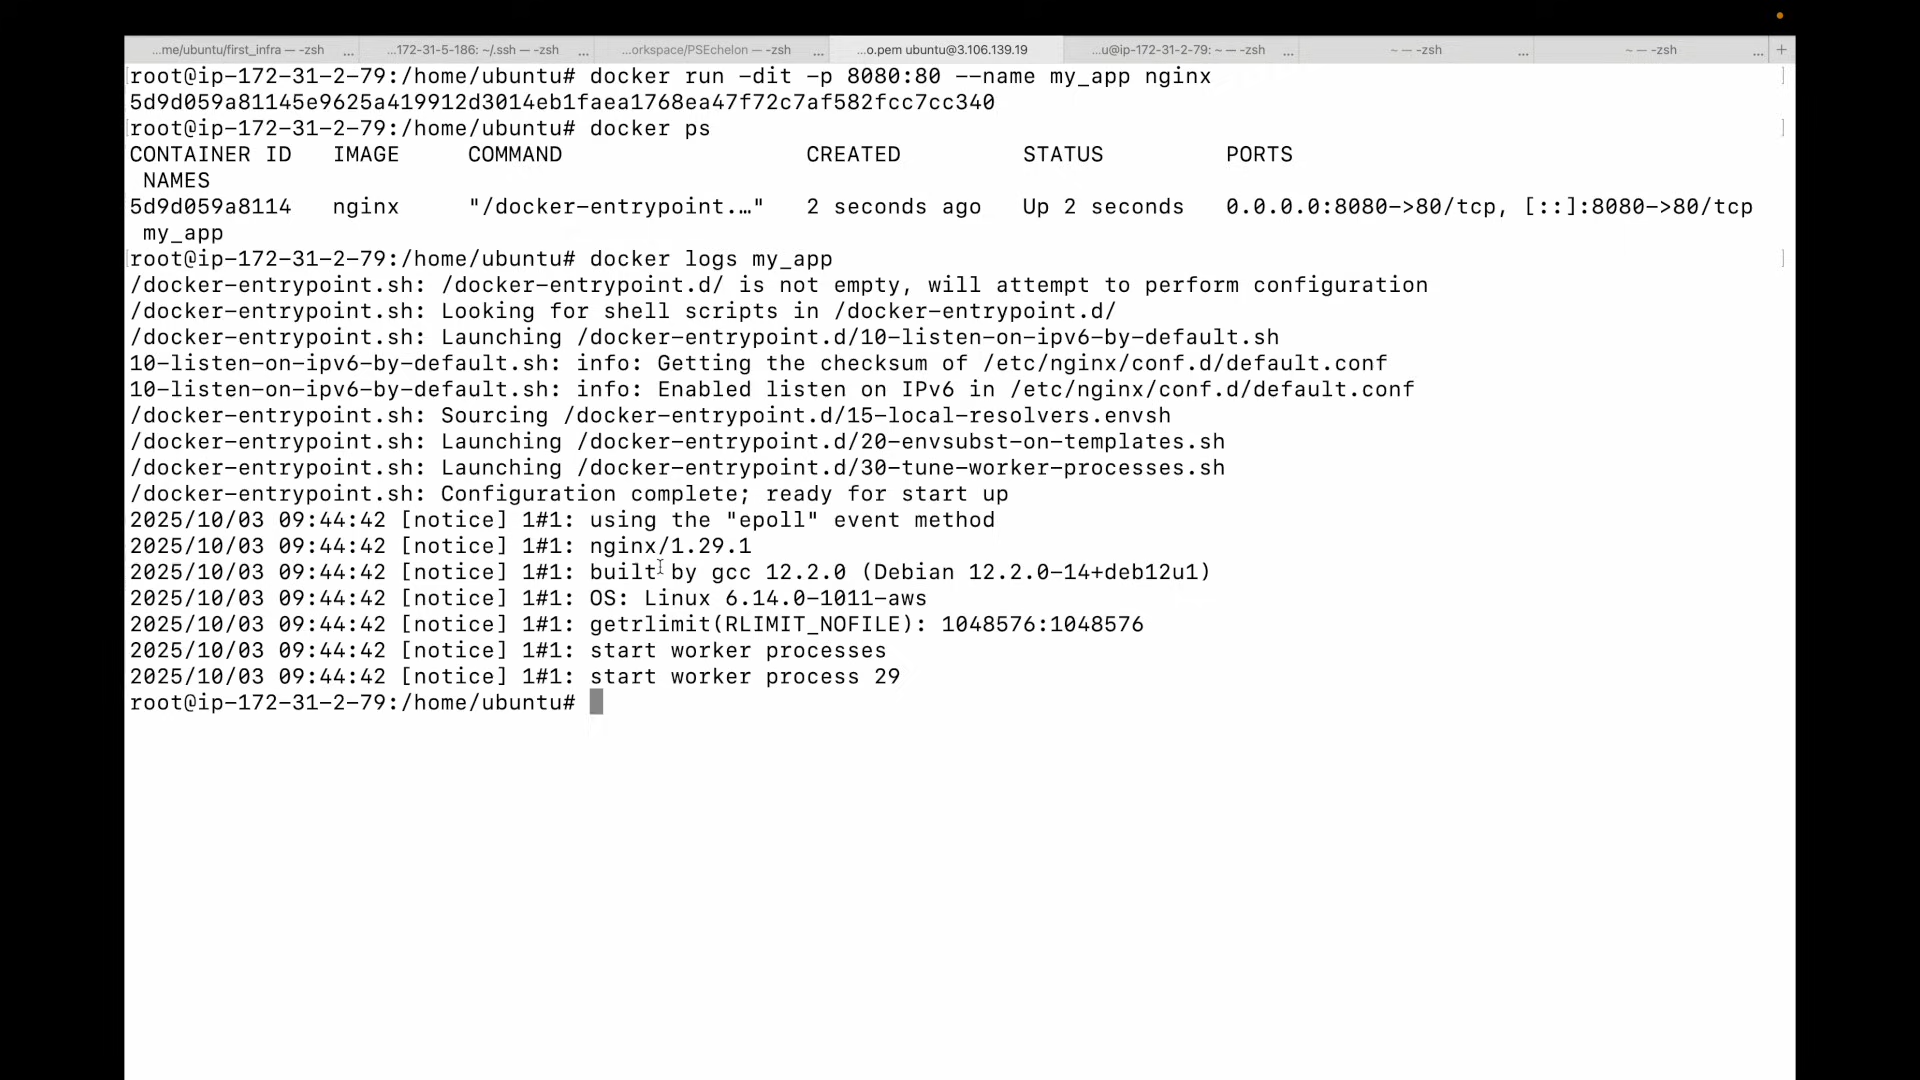 ...me/ubuntu/first_infra — -zsh ... ...172-31-5-186: ~/.ssh — -zsh ... ...orkspace/PSEchelon — -zsh ... ...o.pem ubuntu@3.106.139.19 ...u@ip-172-31-2-79: ~ — -zsh ... ~ — -zsh ... ~ — -zsh ... +
[root@ip-172-31-2-79:/home/ubuntu# docker run -dit -p 8080:80 --name my_app nginx ]
5d9d059a81145e9625a419912d3014eb1faea1768ea47f72c7af582fcc7cc340
[root@ip-172-31-2-79:/home/ubuntu# docker ps ]
CONTAINER ID   IMAGE     COMMAND                  CREATED         STATUS         PORTS
 NAMES
5d9d059a8114   nginx     "/docker-entrypoint.…"   2 seconds ago   Up 2 seconds   0.0.0.0:8080->80/tcp, [::]:8080->80/tcp
 my_app
[root@ip-172-31-2-79:/home/ubuntu# docker logs my_app ]
/docker-entrypoint.sh: /docker-entrypoint.d/ is not empty, will attempt to perform configuration
/docker-entrypoint.sh: Looking for shell scripts in /docker-entrypoint.d/
/docker-entrypoint.sh: Launching /docker-entrypoint.d/10-listen-on-ipv6-by-default.sh
10-listen-on-ipv6-by-default.sh: info: Getting the checksum of /etc/nginx/conf.d/default.conf
10-listen-on-ipv6-by-default.sh: info: Enabled listen on IPv6 in /etc/nginx/conf.d/default.conf
/docker-entrypoint.sh: Sourcing /docker-entrypoint.d/15-local-resolvers.envsh
/docker-entrypoint.sh: Launching /docker-entrypoint.d/20-envsubst-on-templates.sh
/docker-entrypoint.sh: Launching /docker-entrypoint.d/30-tune-worker-processes.sh
/docker-entrypoint.sh: Configuration complete; ready for start up
2025/10/03 09:44:42 [notice] 1#1: using the "epoll" event method
2025/10/03 09:44:42 [notice] 1#1: nginx/1.29.1
2025/10/03 09:44:42 [notice] 1#1: built by gcc 12.2.0 (Debian 12.2.0-14+deb12u1)
2025/10/03 09:44:42 [notice] 1#1: OS: Linux 6.14.0-1011-aws
2025/10/03 09:44:42 [notice] 1#1: getrlimit(RLIMIT_NOFILE): 1048576:1048576
2025/10/03 09:44:42 [notice] 1#1: start worker processes
2025/10/03 09:44:42 [notice] 1#1: start worker process 29
root@ip-172-31-2-79:/home/ubuntu#